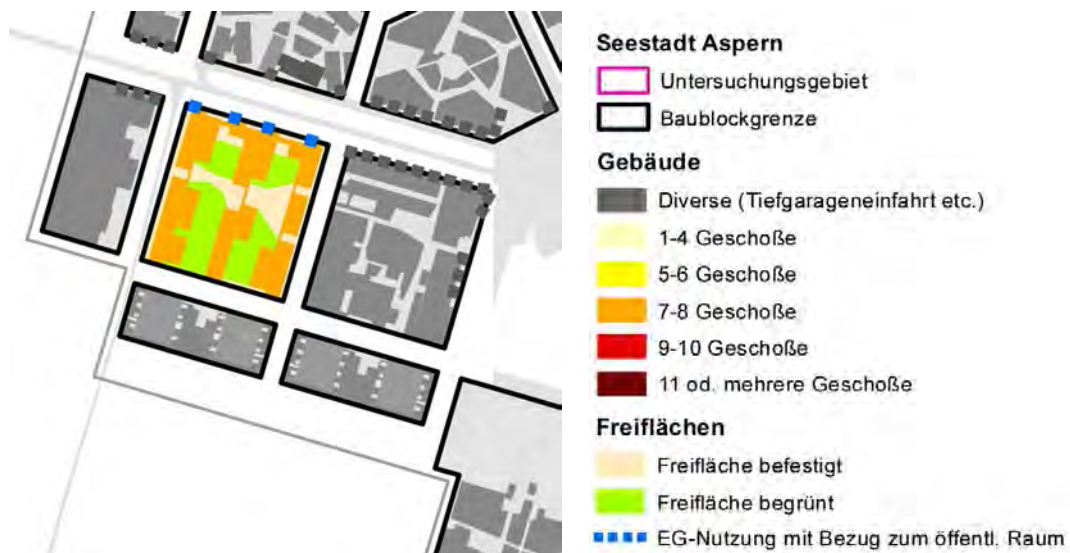 Seestadt Aspern
Untersuchungsgebiet
Baublockgrenze
Gebäude
Diverse (Tiefgarageneinfahrt etc.)
1-4 Geschoße
5-6 Geschoße
7-8 Geschoße
9-10 Geschoße
11 od. mehrere Geschoße
Freiflächen
Freifläche befestigt
Freifläche begrünt
EG-Nutzung mit Bezug zum öffentl. Raum